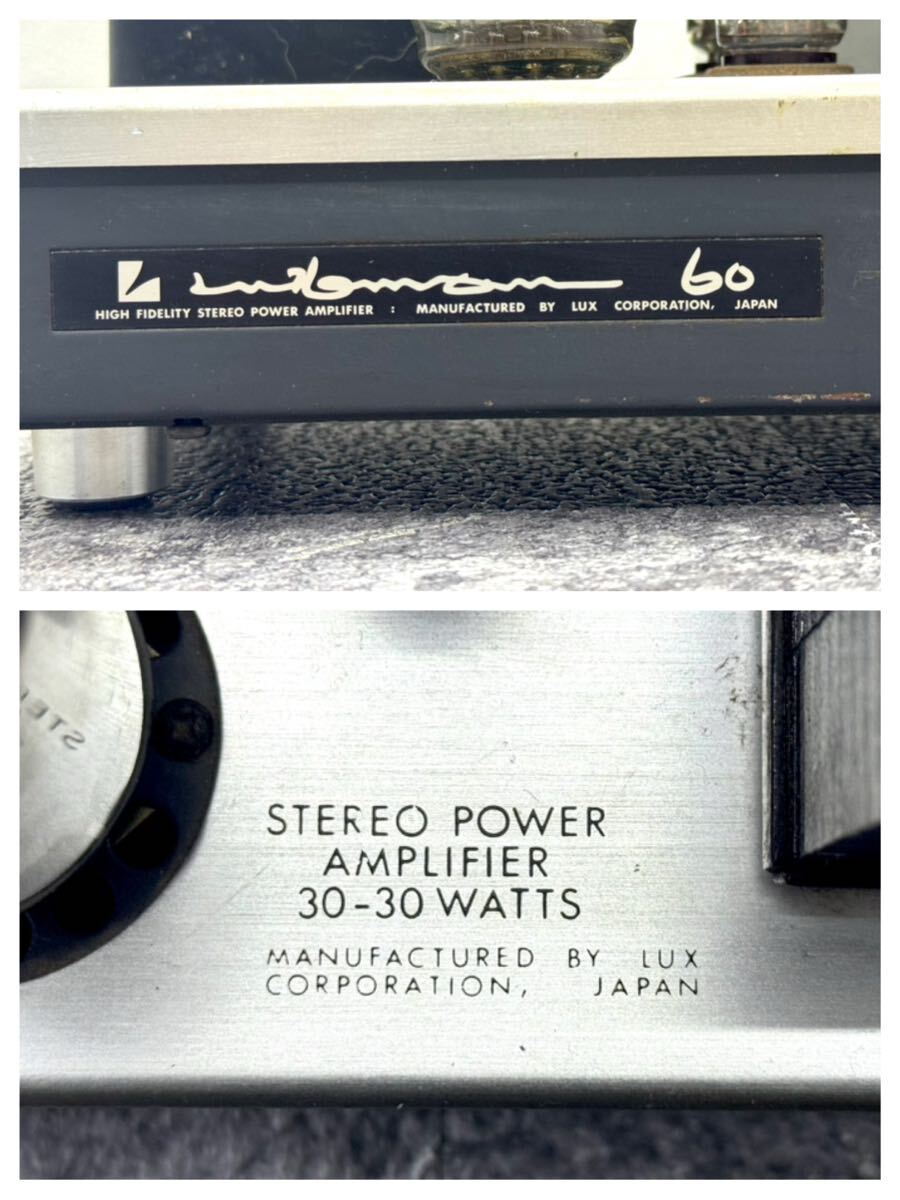 Luxman 60
HIGH FIDELITY STEREO POWER AMPLIFIER : MANUFACTURED BY LUX CORPORATION, JAPAN
STE
STEREO POWER
AMPLIFIER
30-30 WATTS
MANUFACTURED BY LUX
CORPORATION, JAPAN